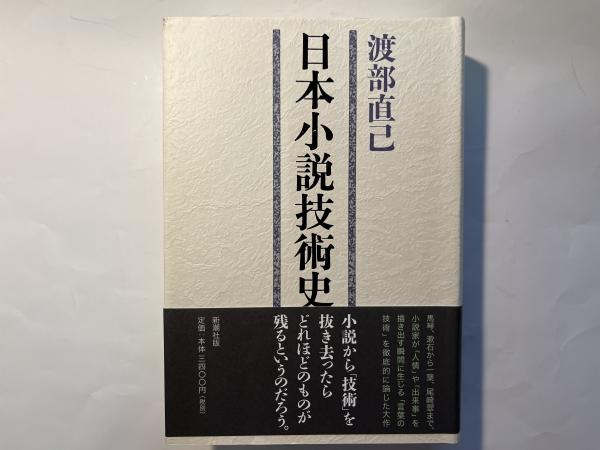 渡部直己
日本小説技術史
馬琴、漱石から一葉、尾崎翠まで、
小説家が「人情」や「出来事」を
描き出す瞬間に生じる「言葉の
技術」を徹底的に論じた大作
小説から「技術」を
抜き去ったら
どれほどのものが
残るというのだろう。
新潮社版
定価：本体三四〇〇円（税別）